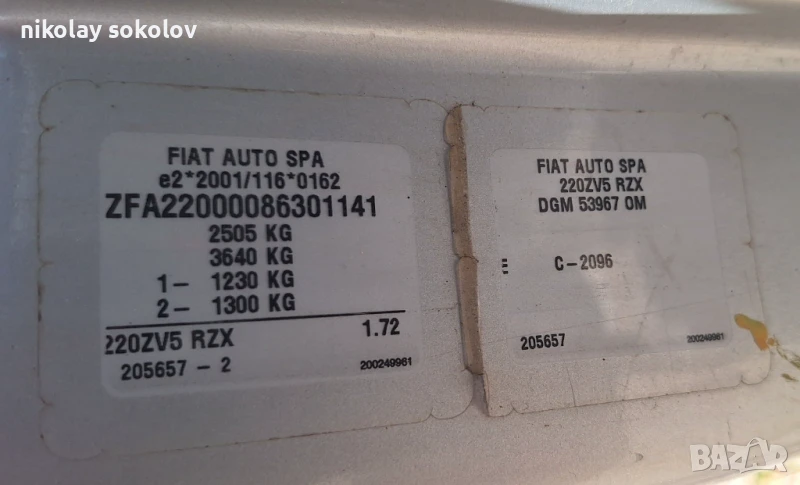 nikolay sokolov
FIAT AUTO SPA
e2*2001/116*0162
ZFA22000086301141
2505 KG
3640 KG
1- 1230 KG
2- 1300 KG
220ZV5 RZX 1.72
205657 - 2 200249961
FIAT AUTO SPA
220ZV5 RZX
DGM 53967 OM
C-2096
205657 200249961
BAZAR